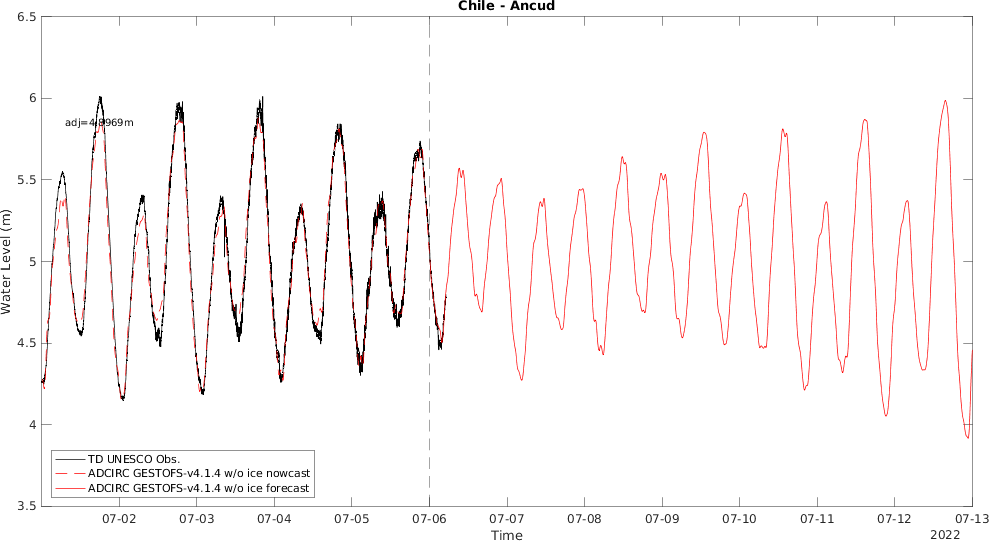 Chile - Ancud
6.5
6
5.5
5
4.5
4
3.5
Water Level (m)
adj=4.9969m
TD UNESCO Obs.
ADCIRC GESTOFS-v4.1.4 w/o ice nowcast
ADCIRC GESTOFS-v4.1.4 w/o ice forecast
07-02 07-03 07-04 07-05 07-06 07-07 07-08 07-09 07-10 07-11 07-12 07-13
Time
2022